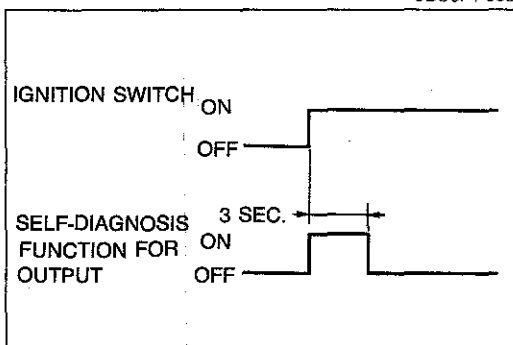 IGNITION SWITCH ON
OFF
3 SEC.
SELF-DIAGNOSIS ON
FUNCTION FOR
OUTPUT OFF